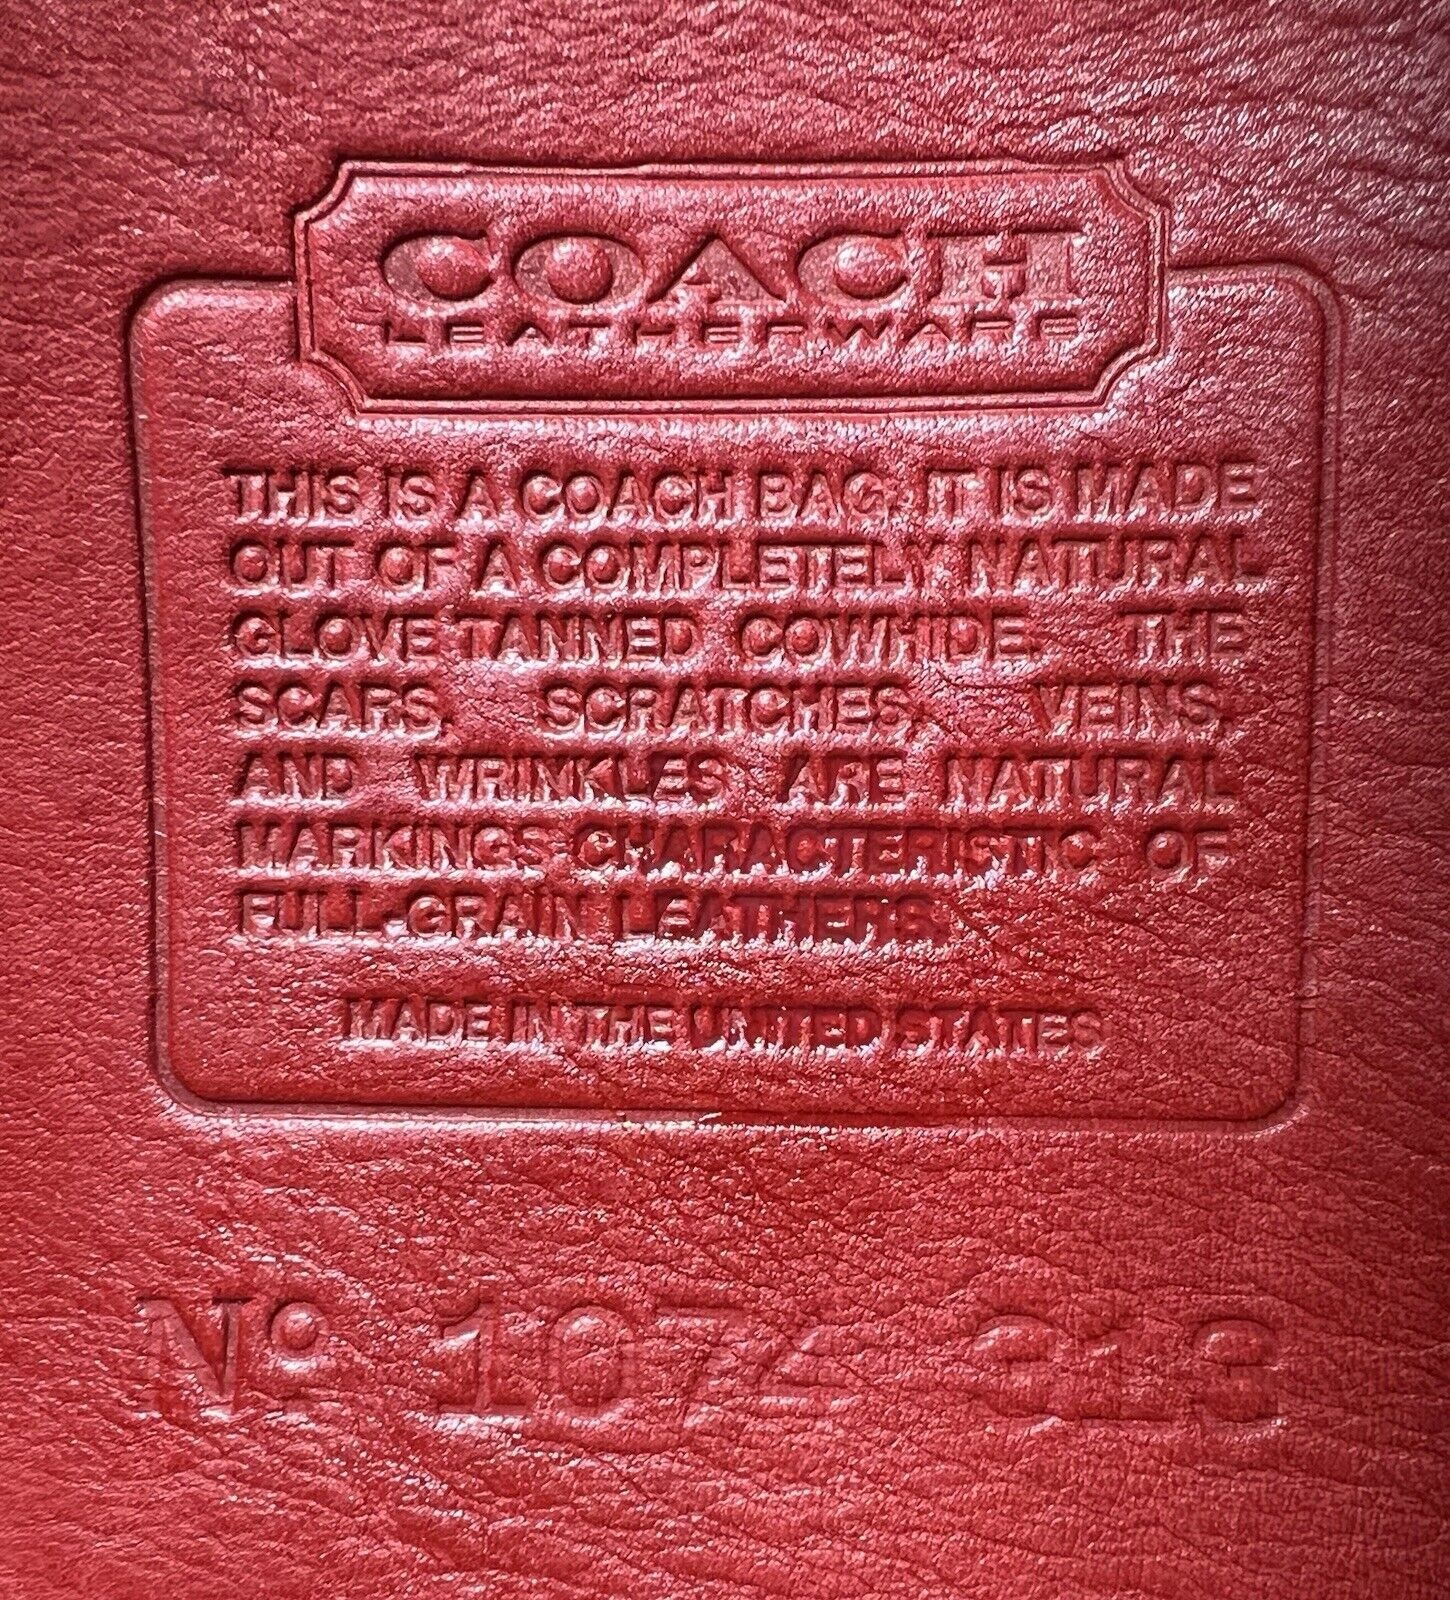 COACH
LEATHERWARE
THIS IS A COACH BAG. IT IS MADE
OUT OF A COMPLETELY NATURAL
GLOVE TANNED COWHIDE. THE
SCARS, SCRATCHES, VEINS,
AND WRINKLES ARE NATURAL
MARKINGS CHARACTERISTIC OF
FULL-GRAIN LEATHERS.
MADE IN THE UNITED STATES
Nº